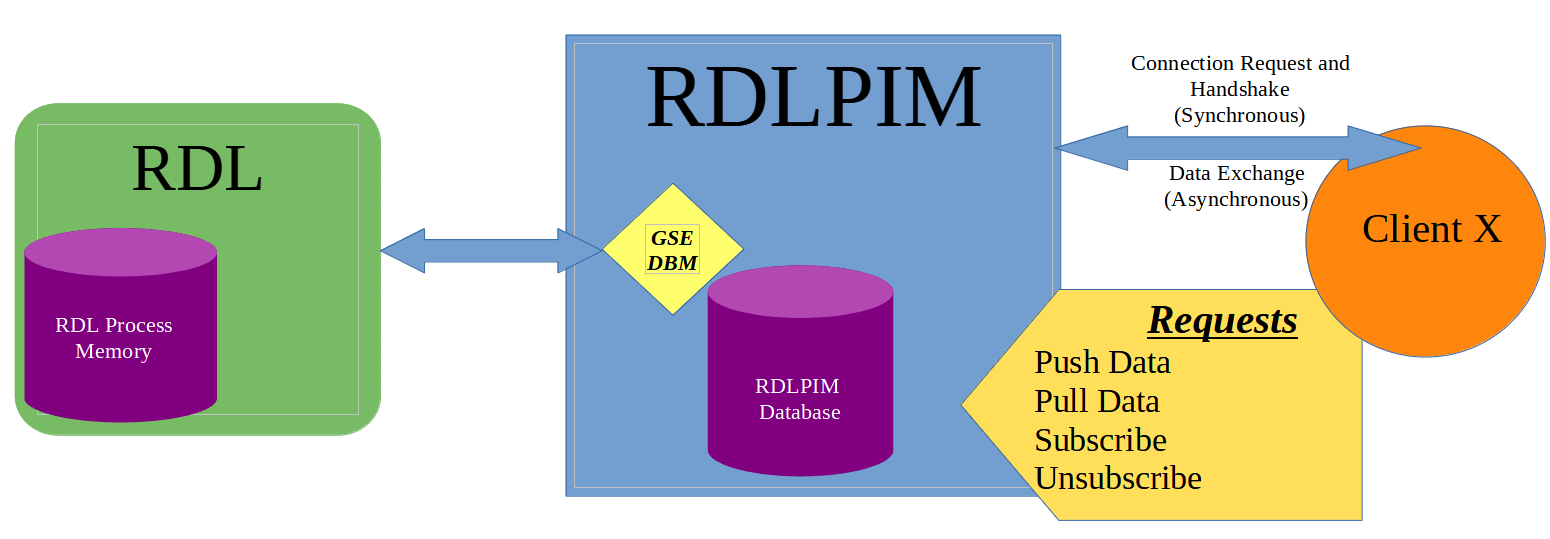 RDL
RDL Process
Memory
RDLPIM
GSE
DBM
RDLPIM
Database
Connection Request and
Handshake
(Synchronous)
Data Exchange
(Asynchronous)
Client X
Requests
Push Data
Pull Data
Subscribe
Unsubscribe